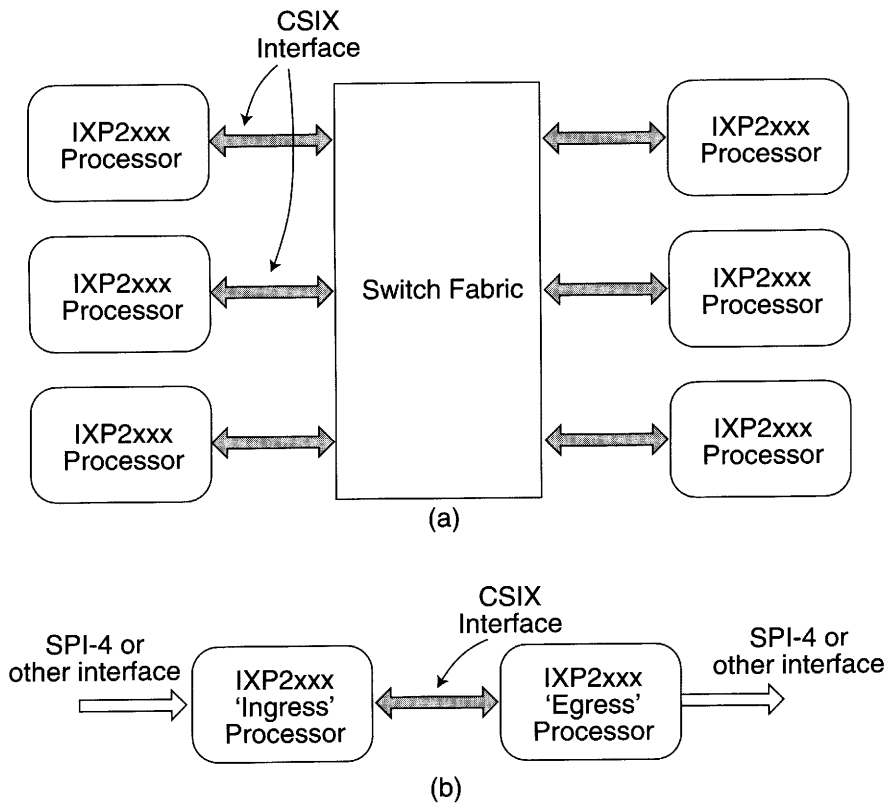 CSIX
Interface
IXP2xxx
Processor
IXP2xxx
Processor
IXP2xxx
Processor
Switch Fabric
IXP2xxx
Processor
IXP2xxx
Processor
IXP2xxx
Processor
(a)
CSIX
Interface
SPI-4 or
other interface
IXP2xxx
‘Ingress’
Processor
IXP2xxx
‘Egress’
Processor
SPI-4 or
other interface
(b)